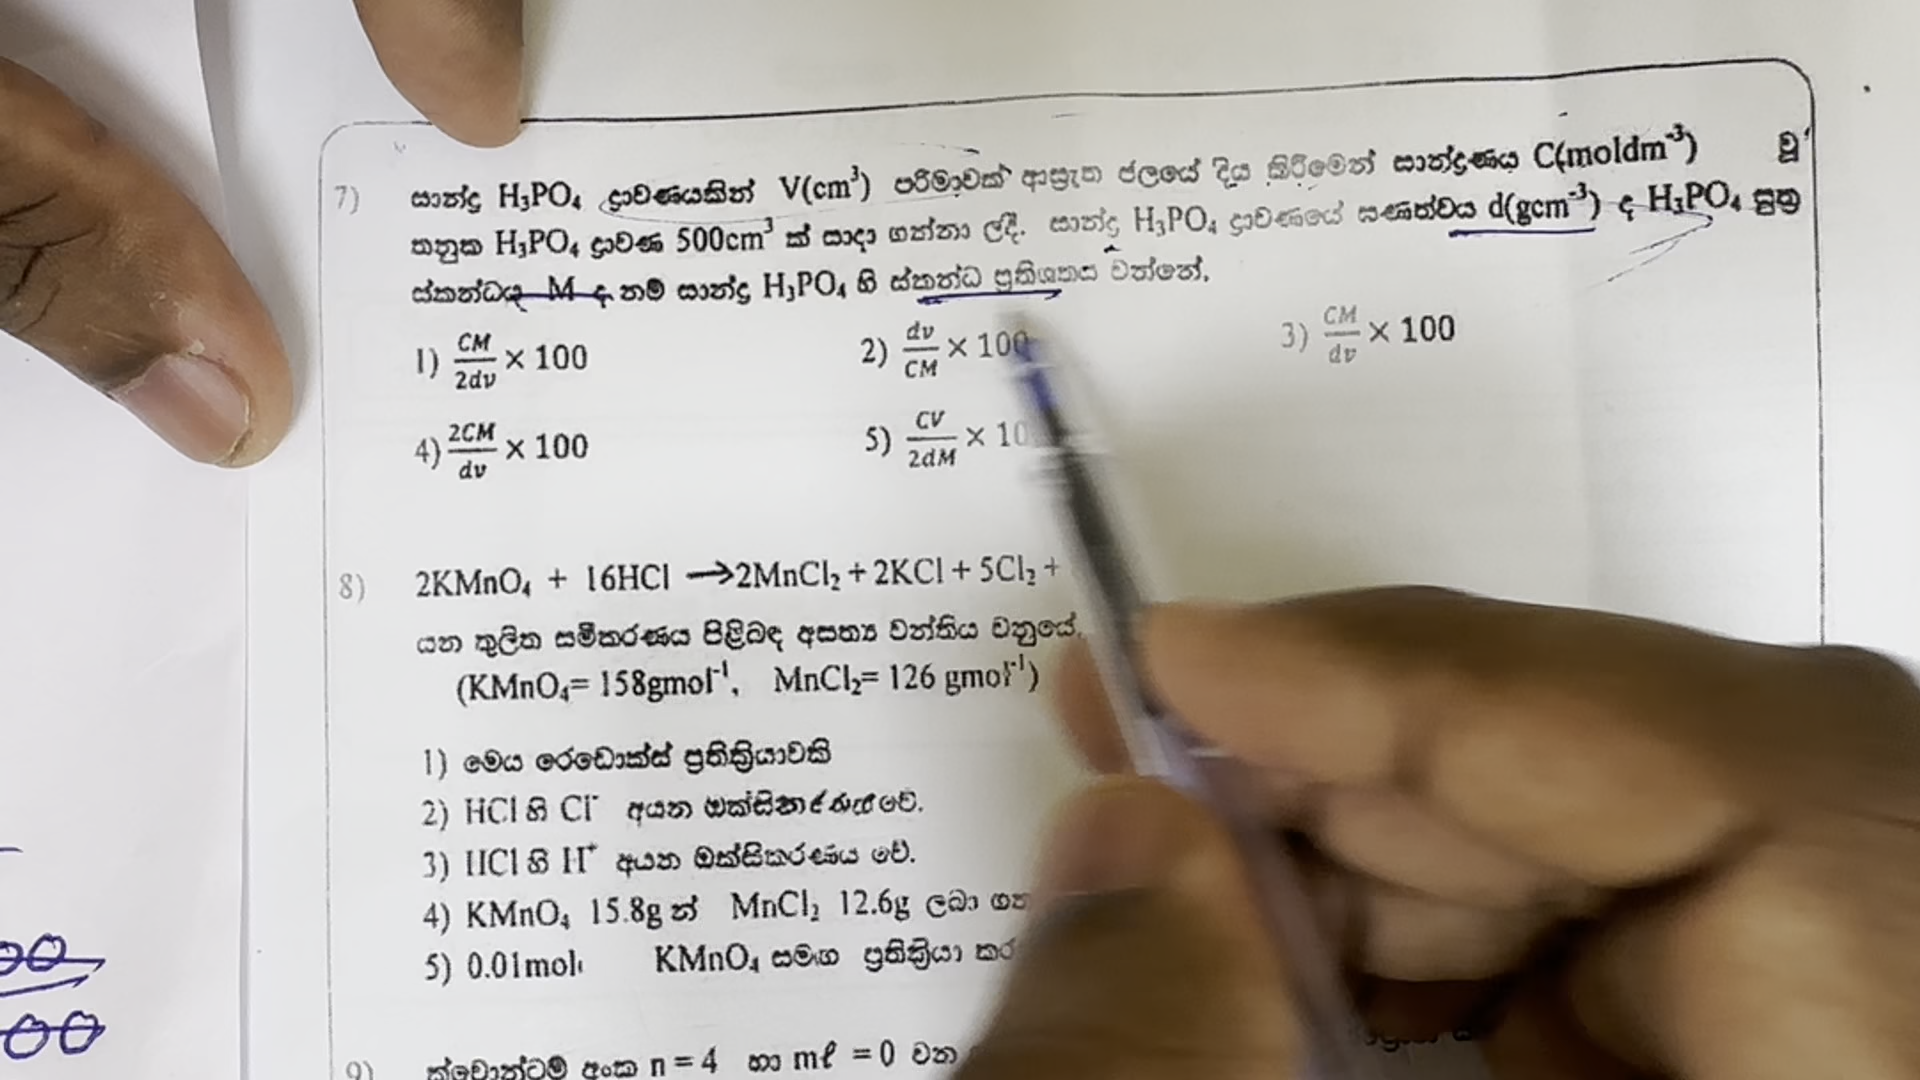 7) සාන්ද්‍ර H₃PO₄ ද්‍රාවණයකින් V(cm³) පරිමාවක් ආස්‍රැත ජලයේ දිය කිරීමෙන් සාන්ද්‍රණය C(moldm⁻³) වූ
තනුක H₃PO₄ ද්‍රාවණ 500cm³ ක් සාදා ගන්නා ලදී. සාන්ද්‍ර H₃PO₄ ද්‍රාවණයේ ඝණත්වය d(gcm⁻³) ද H₃PO₄ සූත්‍ර
ස්කන්ධය M ද නම් සාන්ද්‍ර H₃PO₄ හි ස්කන්ධ ප්‍රතිශතය වන්නේ,
1) CM/2dv × 100 2) dv/CM × 100 3) CM/dv × 100
4) 2CM/dv × 100 5) CV/2dM × 10
8) 2KMnO₄ + 16HCl → 2MnCl₂ + 2KCl + 5Cl₂ +
යන තුලිත සමීකරණය පිළිබඳ අසත්‍ය වන්තිය වනුයේ,
(KMnO₄= 158gmol⁻¹, MnCl₂= 126 gmol⁻¹)
1) මෙය රෙඩොක්ස් ප්‍රතික්‍රියාවකි
2) HCl හි Cl⁻ අයන ඔක්සිකරණය වේ.
3) HCl හි H⁺ අයන ඔක්සිකරණය වේ.
4) KMnO₄ 15.8g න් MnCl₂ 12.6g ලබා
5) 0.01mol KMnO₄ සමඟ ප්‍රතික්‍රියා
9) ක්වොන්ටම් අංක n = 4 හා mℓ = 0 වන
00
00